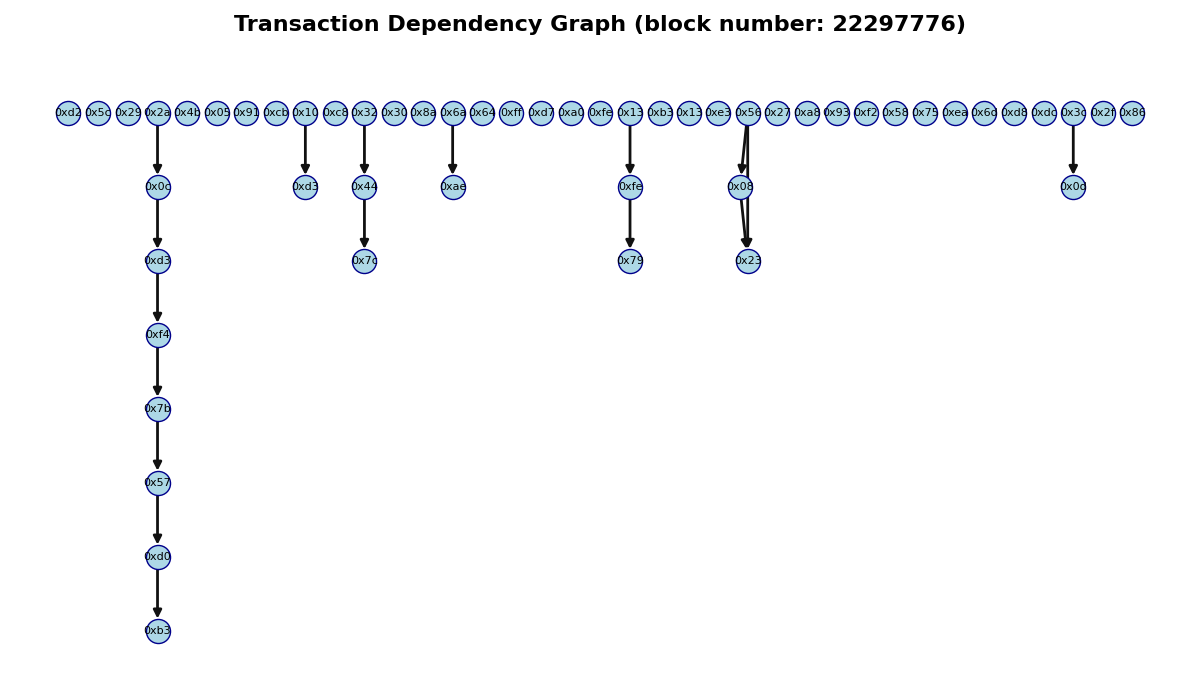 Transaction Dependency Graph (block number: 22297776)
0xd2 0x5c 0x29 0x2a 0x4b 0x05 0x91 0xcb 0x10 0xc8 0x32 0x30 0x8a 0x6a 0x64 0xff 0xd7 0xa0 0xfe 0x13 0xb3 0x13 0xe3 0x56 0x27 0xa8 0x93 0xf2 0x58 0x75 0xea 0x6d 0xd8 0xdc 0x3c 0x2f 0x86
0x0c 0xd3 0x44 0xae 0xfe 0x08 0x0d
0xd3 0x7c 0x79 0x23
0xf4
0x7b
0x57
0xd0
0xb3